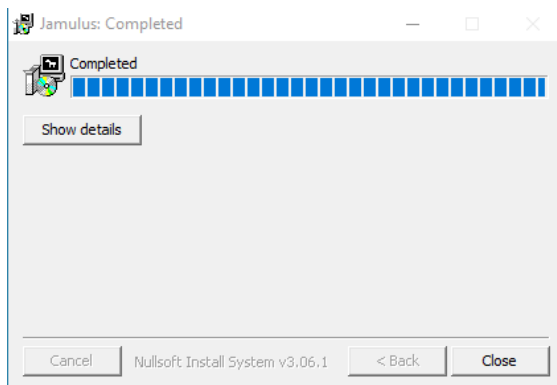 Jamulus: Completed
Completed
Show details
Cancel Nullsoft Install System v3.06.1 < Back Close